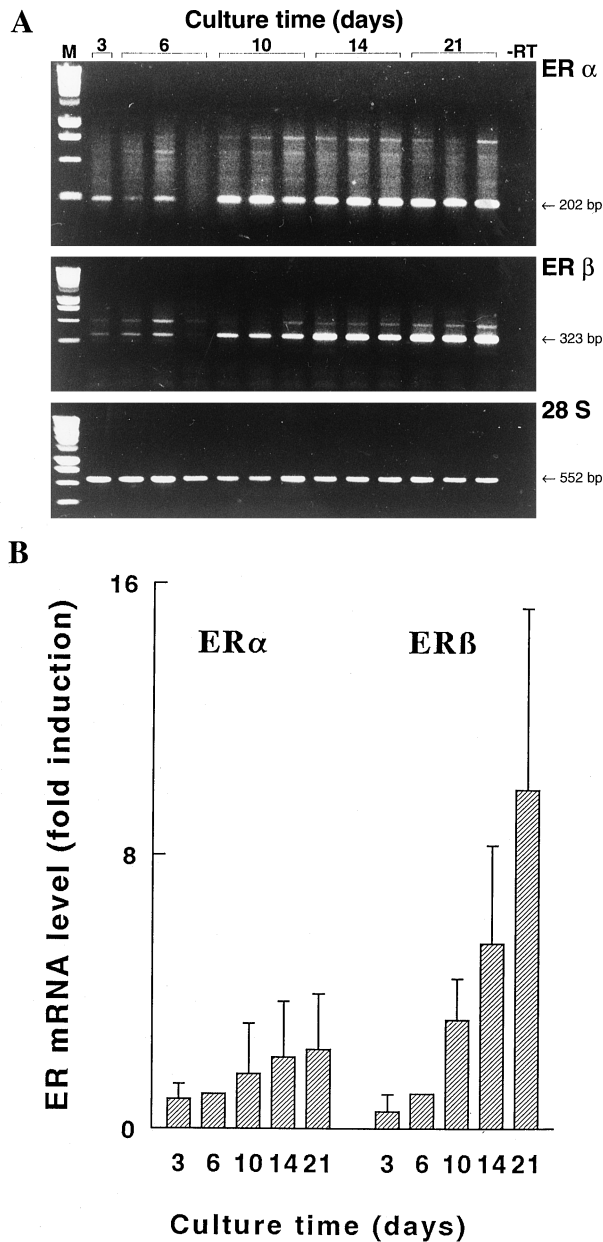 A
Culture time (days)
M 3 6 10 14 21 -RT
ER α
← 202 bp
ER β
← 323 bp
28 S
← 552 bp
B
16
8
0
ER mRNA level (fold induction)
ERα ERß
3 6 10 14 21 3 6 10 14 21
Culture time (days)